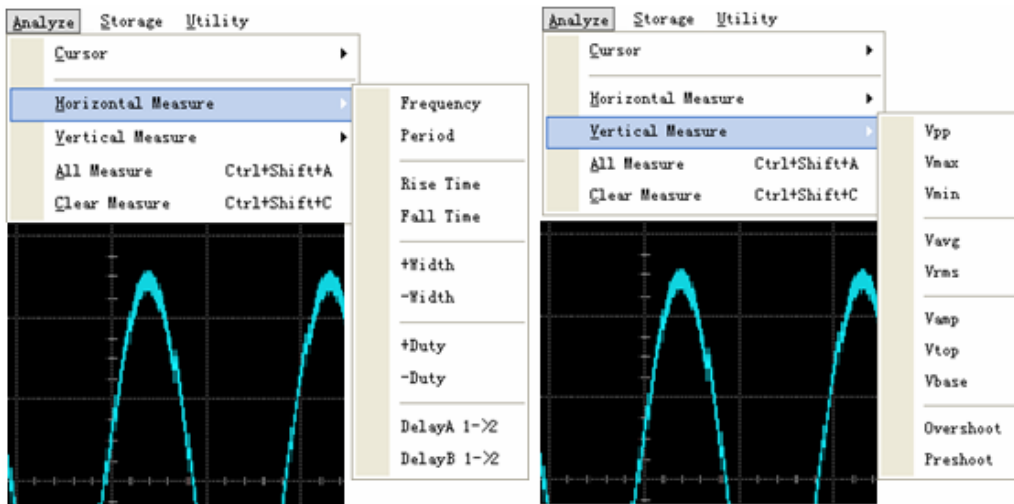 Analyze Storage Utility
Cursor
Horizontal Measure
Vertical Measure
All Measure Ctrl+Shift+A
Clear Measure Ctrl+Shift+C
Frequency
Period
Rise Time
Fall Time
+Width
-Width
+Duty
-Duty
DelayA 1->2
DelayB 1->2
Analyze Storage Utility
Cursor
Horizontal Measure
Vertical Measure
All Measure Ctrl+Shift+A
Clear Measure Ctrl+Shift+C
Vpp
Vmax
Vmin
Vavg
Vrms
Vamp
Vtop
Vbase
Overshoot
Preshoot